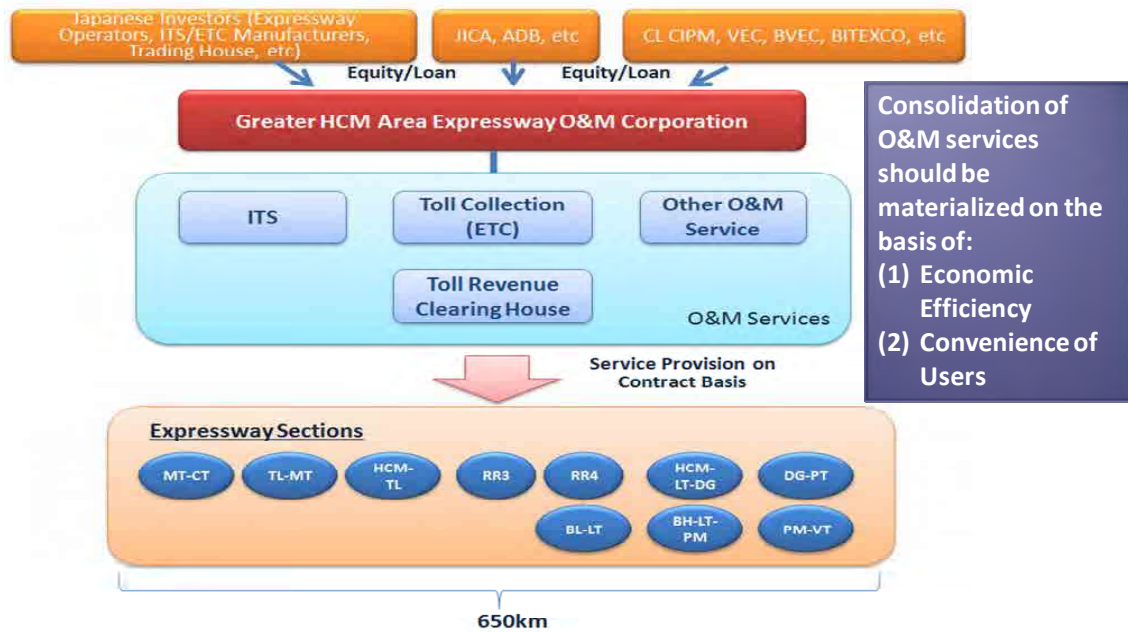 Japanese Investors (Expressway
Operators, ITS/ETC Manufacturers,
Trading House, etc)
JICA, ADB, etc
CL CIPM, VEC, BVEC, BITEXCO, etc
Equity/Loan
Equity/Loan
Greater HCM Area Expressway O&M Corporation
Consolidation of
O&M services
should be
materialized on the
basis of:
(1) Economic
Efficiency
(2) Convenience of
Users
ITS
Toll Collection
(ETC)
Other O&M
Service
Toll Revenue
Clearing House
O&M Services
Service Provision on
Contract Basis
Expressway Sections
MT-CT
TL-MT
HCM-
TL
RR3
RR4
HCM-
LT-DG
DG-PT
BL-LT
BH-LT-
PM
PM-VT
650km